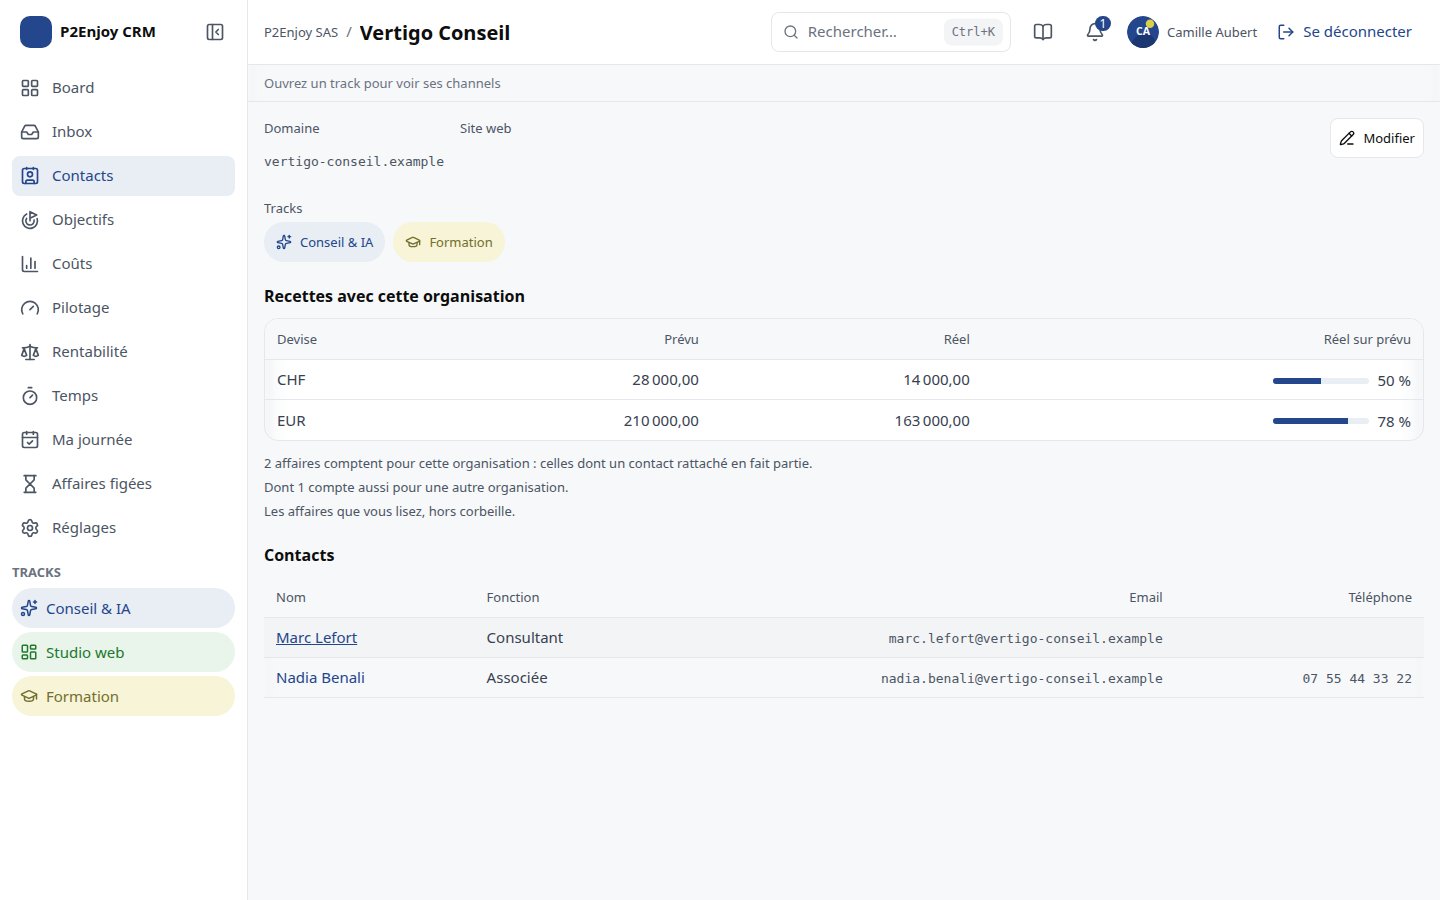 P2Enjoy CRM
Board
Inbox
Contacts
Objectifs
Coûts
Pilotage
Rentabilité
Temps
Ma journée
Affaires figées
Réglages
TRACKS
Conseil & IA
Studio web
Formation
P2Enjoy SAS / Vertigo Conseil
Rechercher... Ctrl+K
1
CA Camille Aubert
Se déconnecter
Ouvrez un track pour voir ses channels
Domaine Site web
vertigo-conseil.example
Modifier
Tracks
Conseil & IA Formation
Recettes avec cette organisation
Devise Prévu Réel Réel sur prévu
CHF 28 000,00 14 000,00 50 %
EUR 210 000,00 163 000,00 78 %
2 affaires comptent pour cette organisation : celles dont un contact rattaché en fait partie.
Dont 1 compte aussi pour une autre organisation.
Les affaires que vous lisez, hors corbeille.
Contacts
Nom Fonction Email Téléphone
Marc Lefort Consultant marc.lefort@vertigo-conseil.example
Nadia Benali Associée nadia.benali@vertigo-conseil.example 07 55 44 33 22